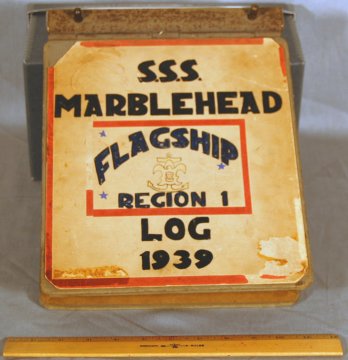 S.S.S.
MARBLEHEAD
FLAGSHIP
REGION 1
LOG
1939